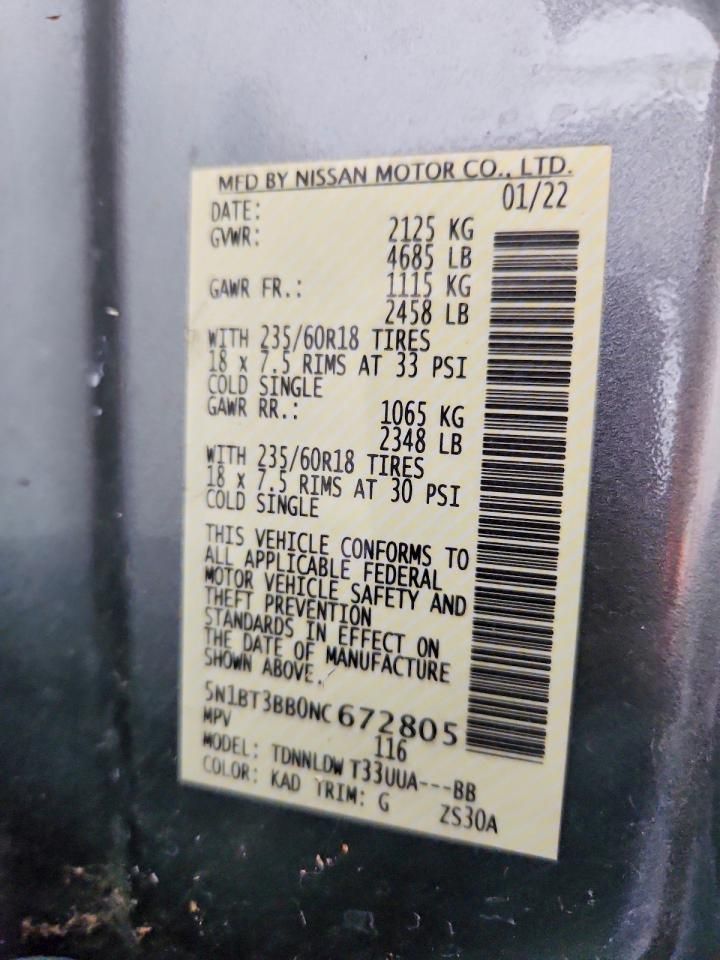 MFD BY NISSAN MOTOR CO., LTD.
DATE: 01/22
GVWR: 2125 KG
4685 LB
GAWR FR.: 1115 KG
2458 LB
WITH 235/60R18 TIRES
18 x 7.5 RIMS AT 33 PSI
COLD SINGLE
GAWR RR.: 1065 KG
2348 LB
WITH 235/60R18 TIRES
18 x 7.5 RIMS AT 30 PSI
COLD SINGLE
THIS VEHICLE CONFORMS TO
ALL APPLICABLE FEDERAL
MOTOR VEHICLE SAFETY AND
THEFT PREVENTION
STANDARDS IN EFFECT ON
THE DATE OF MANUFACTURE
SHOWN ABOVE.
5N1BT3BB0NC672805
MPV 116
MODEL: TDNNLDW T33UUA---BB
COLOR: KAD TRIM: G ZS30A